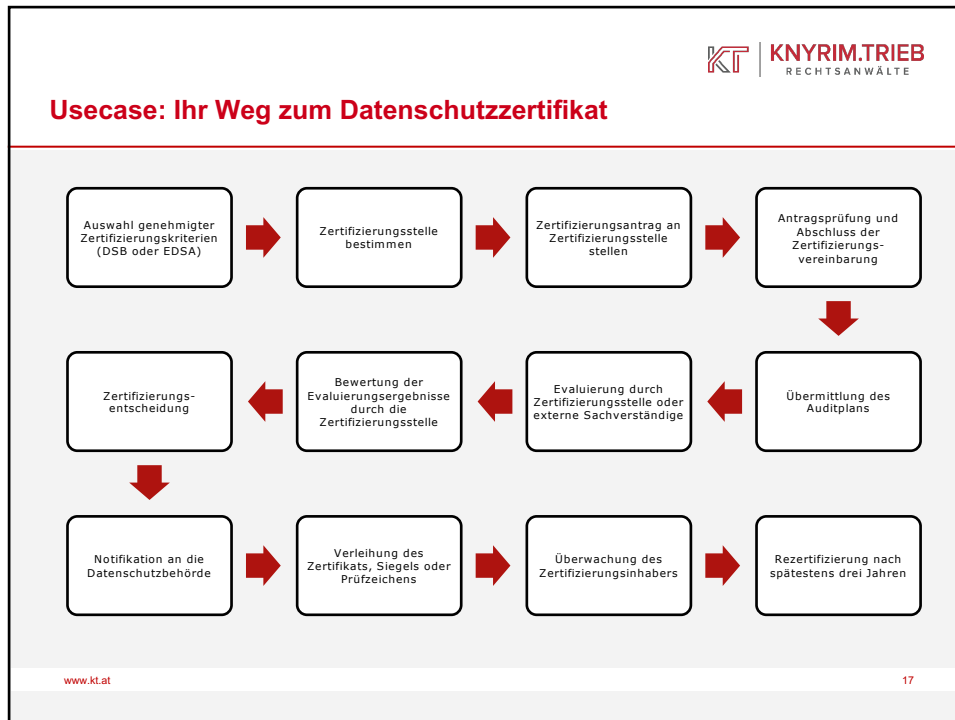 KT
KNYRIM.TRIEB
RECHTSANWÄLTE
Usecase: Ihr Weg zum Datenschutzzertifikat
Auswahl genehmigter
Zertifizierungskriterien
(DSB oder EDSA)
Zertifizierungsstelle
bestimmen
Zertifizierungsantrag an
Zertifizierungsstelle
stellen
Antragsprüfung und
Abschluss der
Zertifizierungs-
vereinbarung
Übermittlung des
Auditplans
Evaluierung durch
Zertifizierungsstelle oder
externe Sachverständige
Bewertung der
Evaluierungsergebnisse
durch die
Zertifizierungsstelle
Zertifizierungs-
entscheidung
Notifikation an die
Datenschutzbehörde
Verleihung des
Zertifikats, Siegels oder
Prüfzeichens
Überwachung des
Zertifizierungsinhabers
Rezertifizierung nach
spätestens drei Jahren
www.kt.at
17